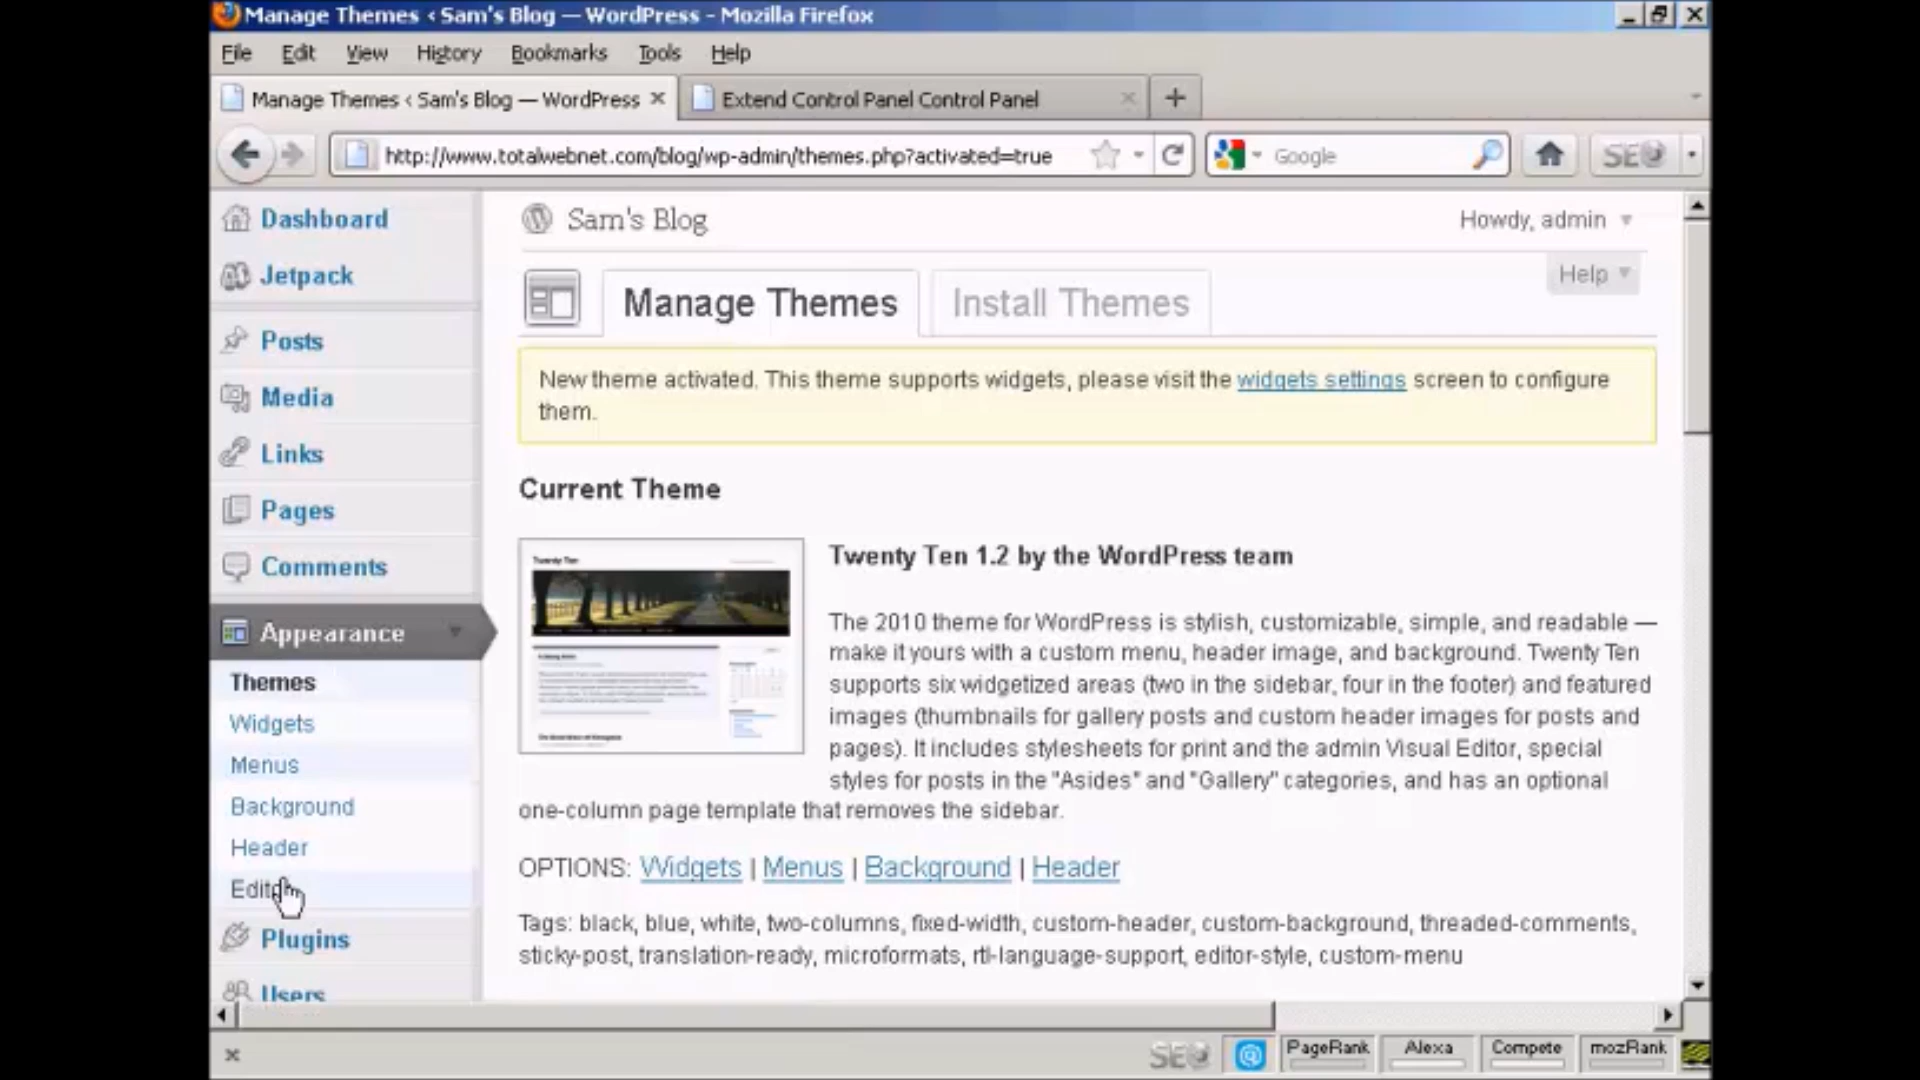 Manage Themes ‹ Sam's Blog — WordPress - Mozilla Firefox
File Edit View History Bookmarks Tools Help
Manage Themes ‹ Sam's Blog — WordPress
Extend Control Panel Control Panel
http://www.totalwebnet.com/blog/wp-admin/themes.php?activated=true
Google
SEO
Dashboard
Jetpack
Posts
Media
Links
Pages
Comments
Appearance
Themes
Widgets
Menus
Background
Header
Plugins
Users
Sam's Blog
Howdy, admin
Help
Manage Themes
Install Themes
New theme activated. This theme supports widgets, please visit the widgets settings screen to configure
them.
Current Theme
Twenty Ten
Twenty Ten 1.2 by the WordPress team
The 2010 theme for WordPress is stylish, customizable, simple, and readable —
make it yours with a custom menu, header image, and background. Twenty Ten
supports six widgetized areas (two in the sidebar, four in the footer) and featured
images (thumbnails for gallery posts and custom header images for posts and
pages). It includes stylesheets for print and the admin Visual Editor, special
styles for posts in the "Asides" and "Gallery" categories, and has an optional
one-column page template that removes the sidebar.
OPTIONS: Widgets | Menus | Background | Header
Tags: black, blue, white, two-columns, fixed-width, custom-header, custom-background, threaded-comments,
sticky-post, translation-ready, microformats, rtl-language-support, editor-style, custom-menu
SEO
PageRank
Alexa
Compete
mozRank